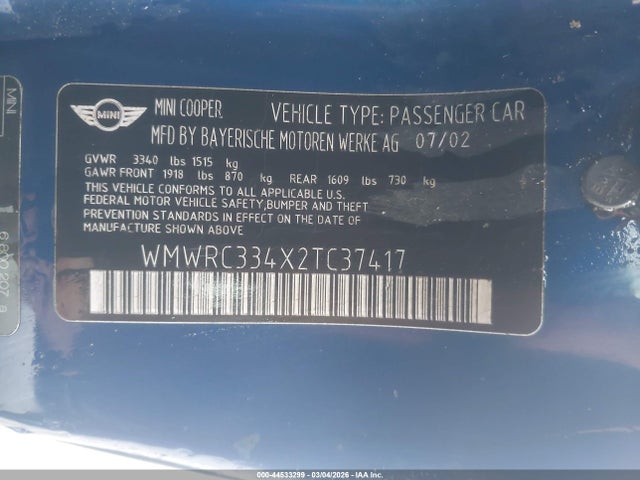 MINI
MINI COOPER
VEHICLE TYPE: PASSENGER CAR
MFD BY BAYERISCHE MOTOREN WERKE AG 07/02
GVWR 3340 lbs 1515 kg
GAWR FRONT 1918 lbs 870 kg REAR 1609 lbs 730 kg
THIS VEHICLE CONFORMS TO ALL APPLICABLE U.S.
FEDERAL MOTOR VEHICLE SAFETY,BUMPER AND THEFT
PREVENTION STANDARDS IN EFFECT ON THE DATE OF
MANUFACTURE SHOWN ABOVE
WMWRC334X2TC37417
MINI
000-44533299 - 03/04/2026 - IAA Inc.